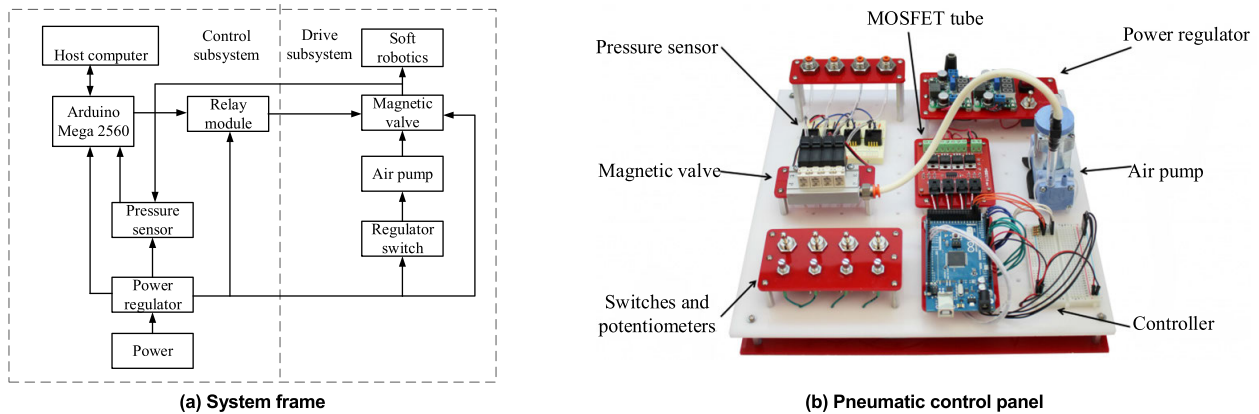 Control
subsystem
Drive
subsystem
Host computer
Soft
robotics
Arduino
Mega 2560
Relay
module
Magnetic
valve
Air pump
Pressure
sensor
Regulator
switch
Power
regulator
Power
(a) System frame
MOSFET tube
Pressure sensor
Power regulator
Magnetic valve
Air pump
Switches and
potentiometers
Controller
(b) Pneumatic control panel